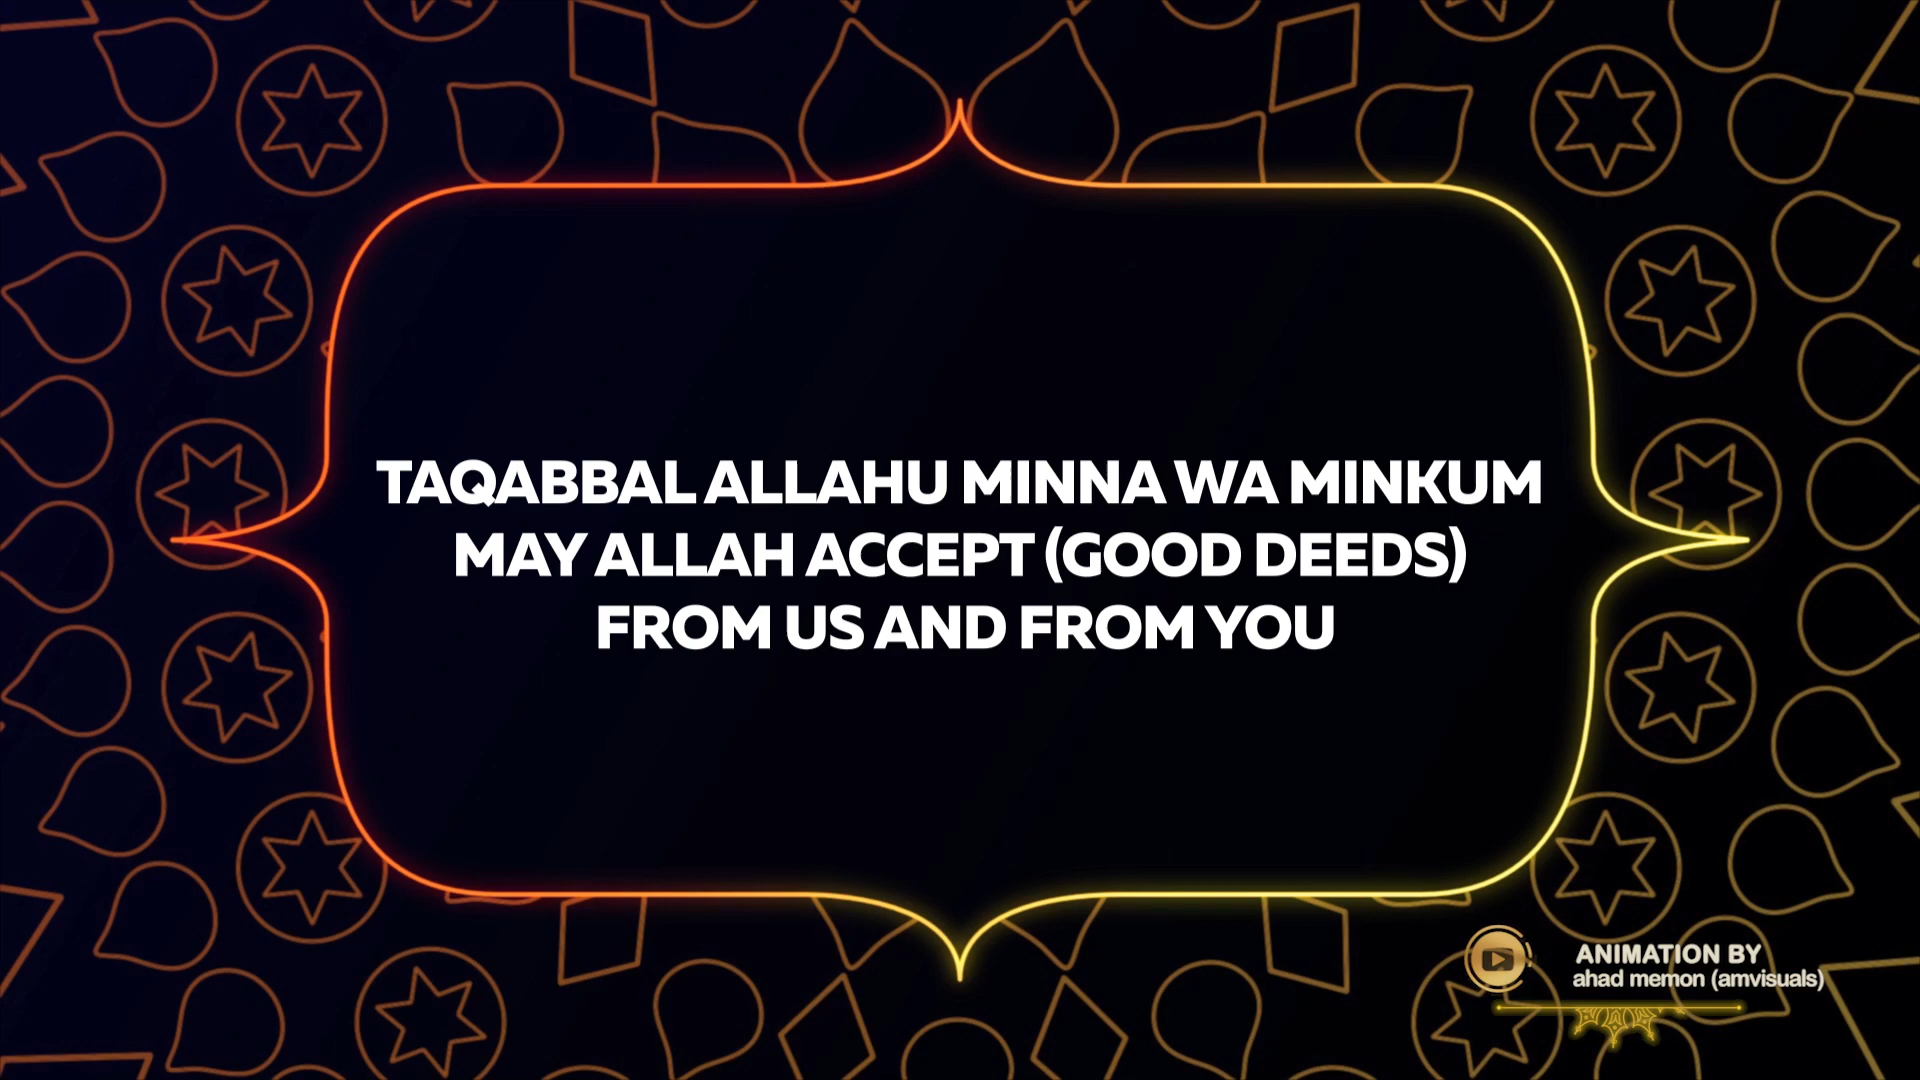 TAQABBAL ALLAHU MINNA WA MINKUM
MAY ALLAH ACCEPT (GOOD DEEDS)
FROM US AND FROM YOU
ANIMATION BY
ahad memon (amvisuals)